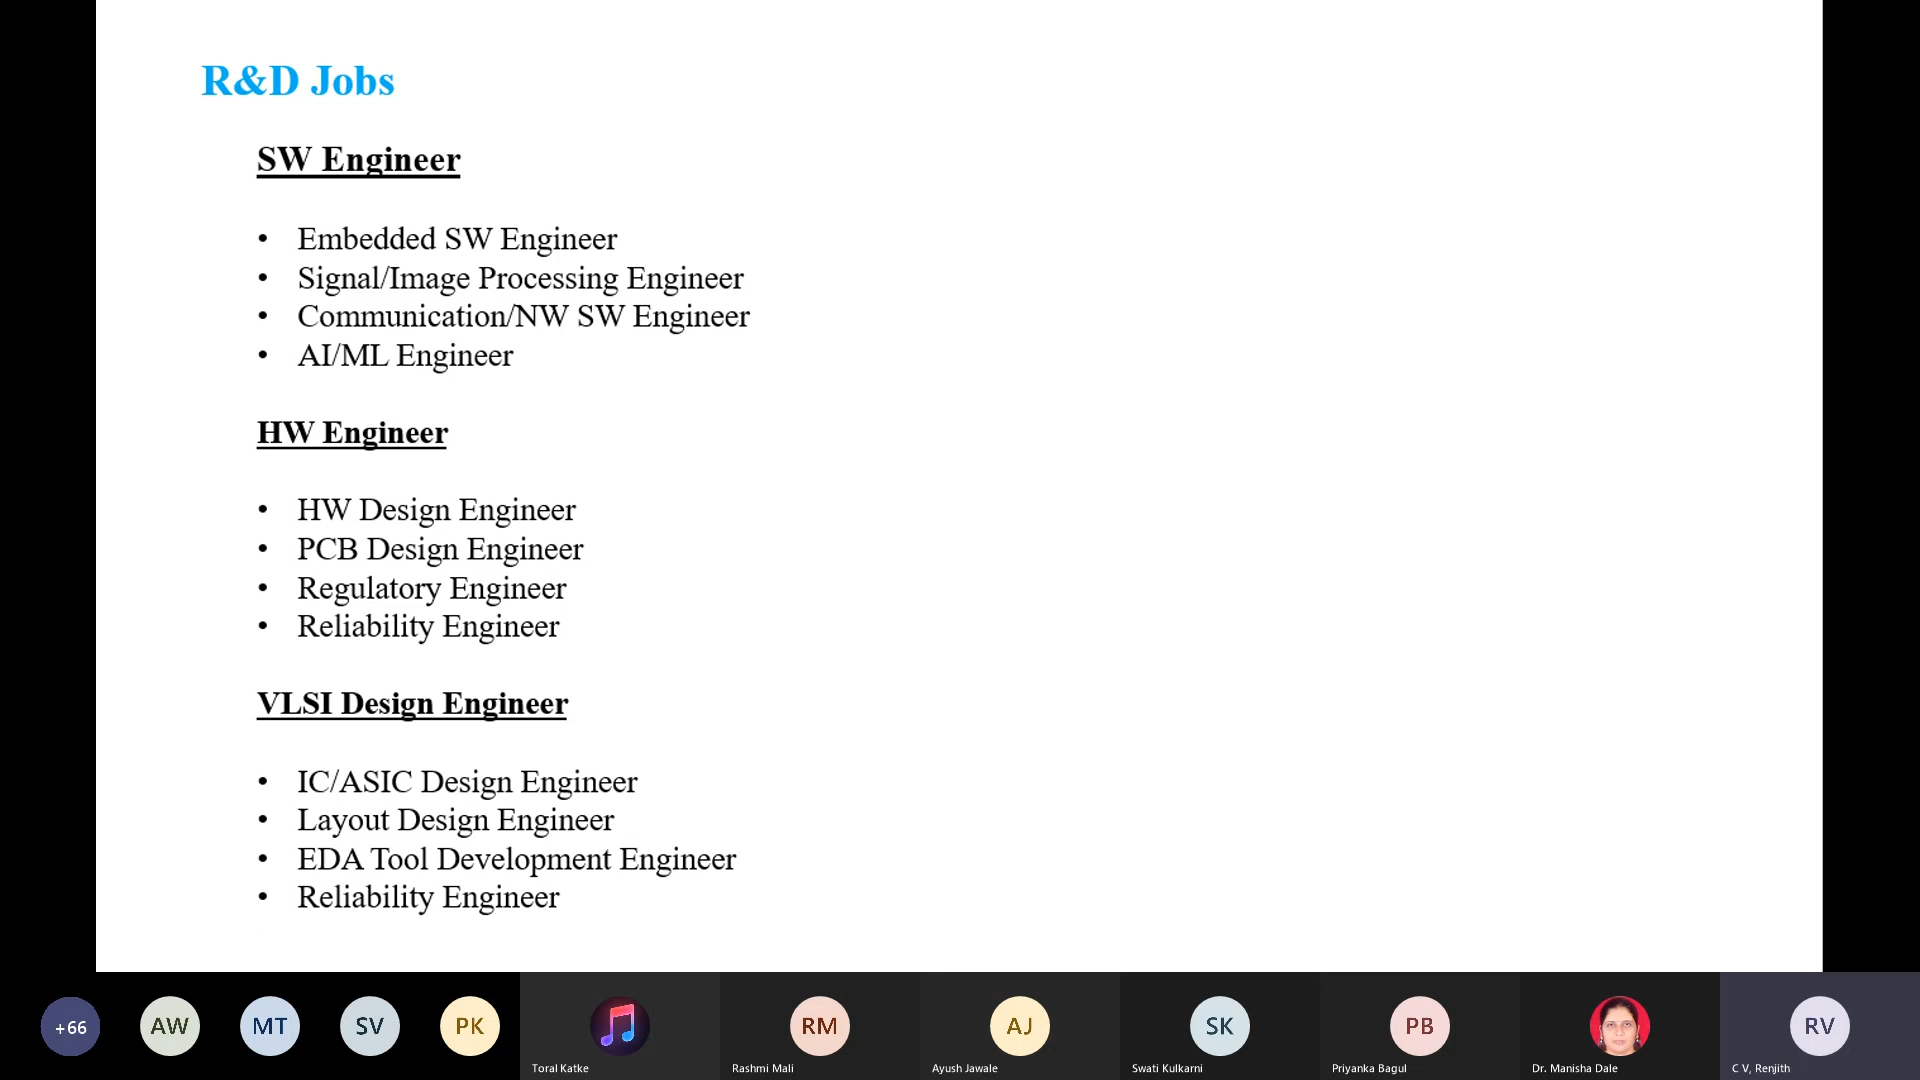 R&D Jobs
SW Engineer
• Embedded SW Engineer
• Signal/Image Processing Engineer
• Communication/NW SW Engineer
• AI/ML Engineer
HW Engineer
• HW Design Engineer
• PCB Design Engineer
• Regulatory Engineer
• Reliability Engineer
VLSI Design Engineer
• IC/ASIC Design Engineer
• Layout Design Engineer
• EDA Tool Development Engineer
• Reliability Engineer
+66 AW MT SV PK RM AJ SK PB RV
Toral Katke Rashmi Mali Ayush Jawale Swati Kulkarni Priyanka Bagul Dr. Manisha Dale C V, Renjith